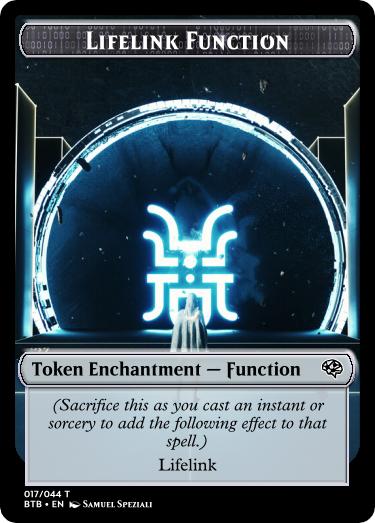 LIFELINK FUNCTION
Token Enchantment — Function
(Sacrifice this as you cast an instant or
sorcery to add the following effect to that
spell.)
Lifelink
017/044 T
BTB • EN SAMUEL SPEZIALI